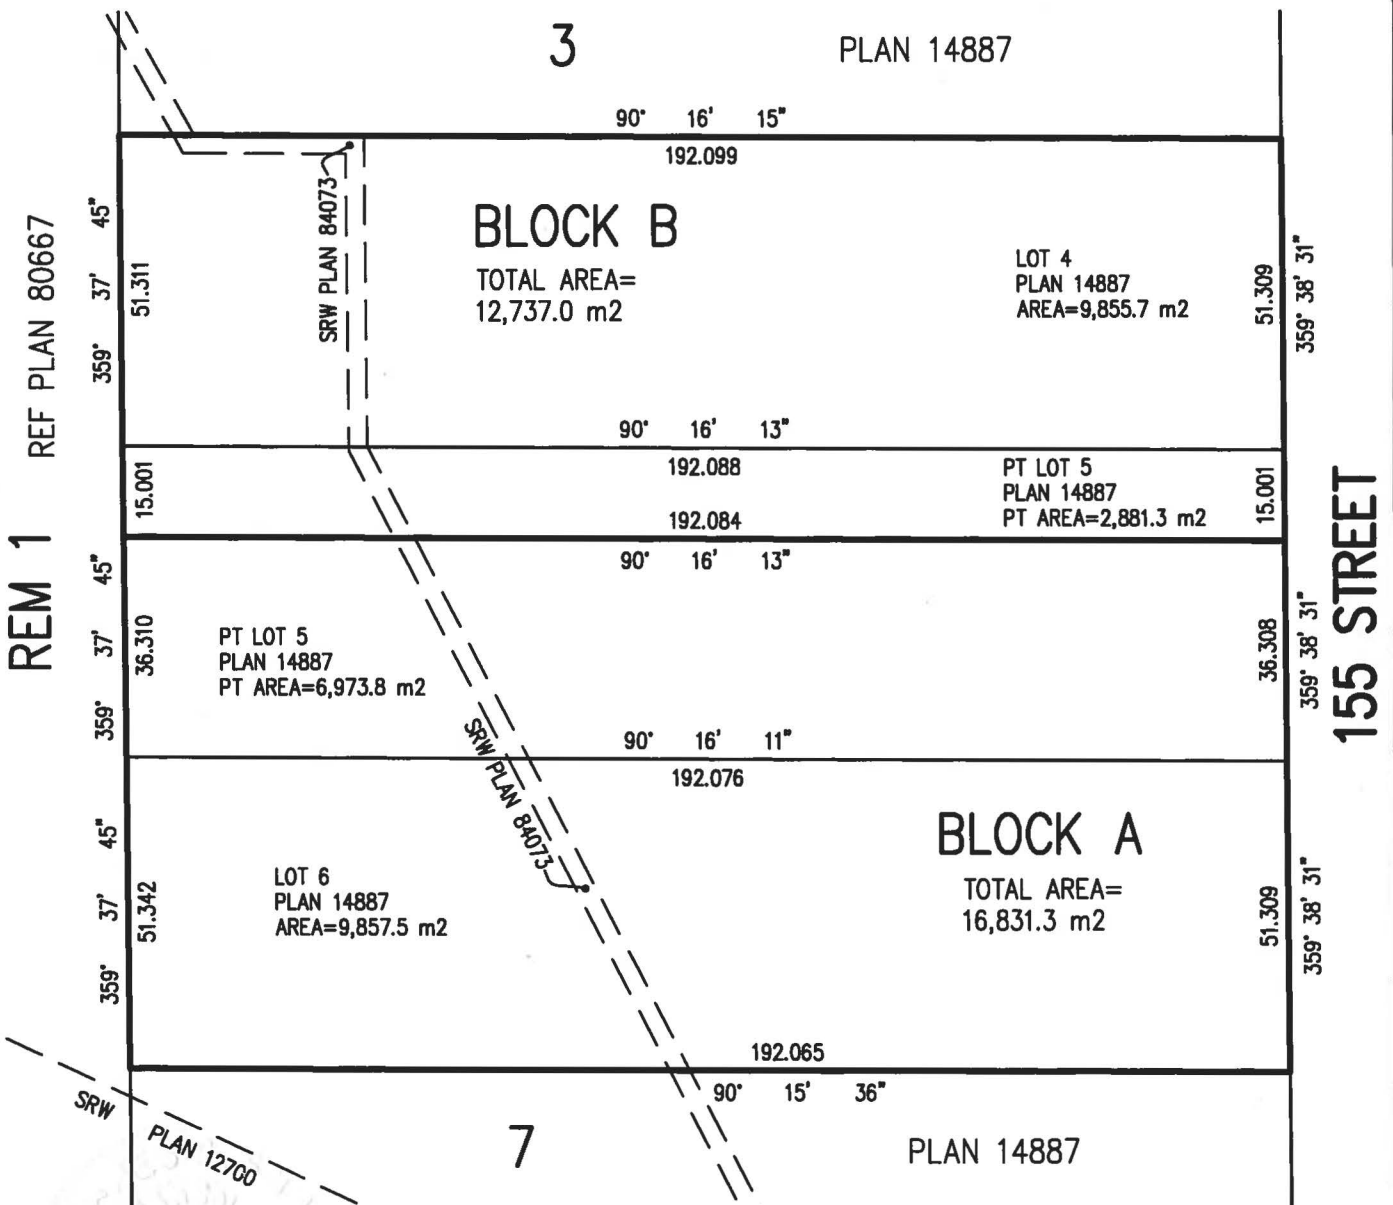 3
PLAN 14887
90° 16' 15"
192.099
BLOCK B
TOTAL AREA=
12,737.0 m2
LOT 4
PLAN 14887
AREA=9,855.7 m2
SRW PLAN 84073
REF PLAN 80667
REM 1
359° 37' 45"
51.311
51.309
359° 38' 31"
90° 16' 13"
192.088
15.001
PT LOT 5
PLAN 14887
PT AREA=2,881.3 m2
15.001
192.084
90° 16' 13"
155 STREET
359° 37' 45"
36.310
PT LOT 5
PLAN 14887
PT AREA=6,973.8 m2
36.308
359° 38' 31"
90° 16' 11"
192.076
SRW PLAN 84073
BLOCK A
TOTAL AREA=
16,831.3 m2
359° 37' 45"
51.342
LOT 6
PLAN 14887
AREA=9,857.5 m2
51.309
359° 38' 31"
192.065
90° 15' 36"
SRW PLAN 12700
7
PLAN 14887